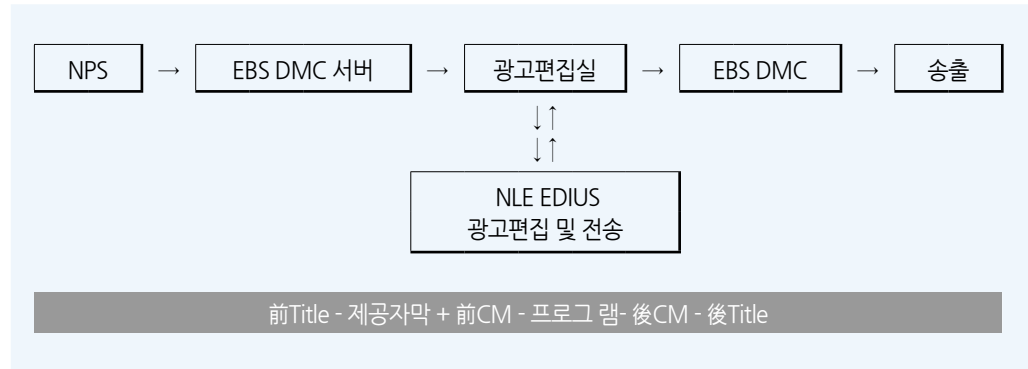 NPS → EBS DMC 서버 → 광고편집실 → EBS DMC → 송출
↓↑
↓↑
NLE EDIUS
광고편집 및 전송
前Title - 제공자막 + 前CM - 프로그 램- 後CM - 後Title